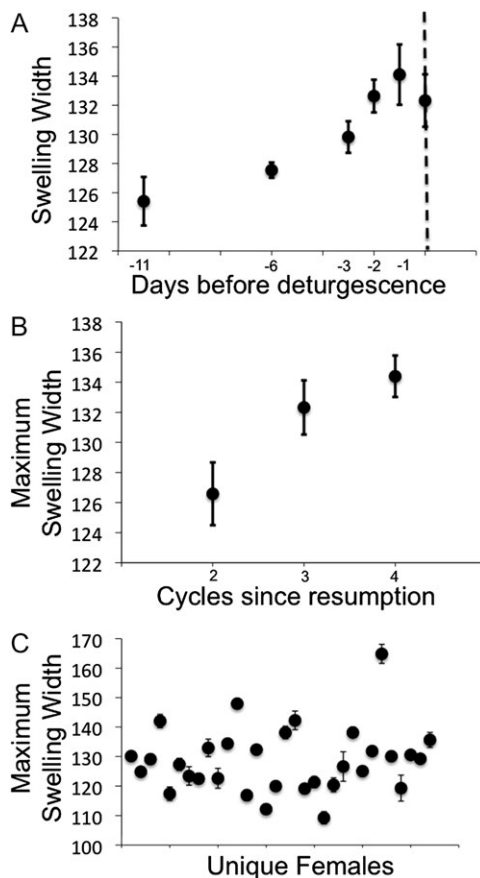 A
Swelling Width
138
136
134
132
130
128
126
124
122
-11 -6 -3 -2 -1
Days before deturgescence
B
Maximum
Swelling Width
138
136
134
132
130
128
126
124
122
2 3 4
Cycles since resumption
C
Maximum
Swelling Width
170
160
150
140
130
120
110
100
Unique Females